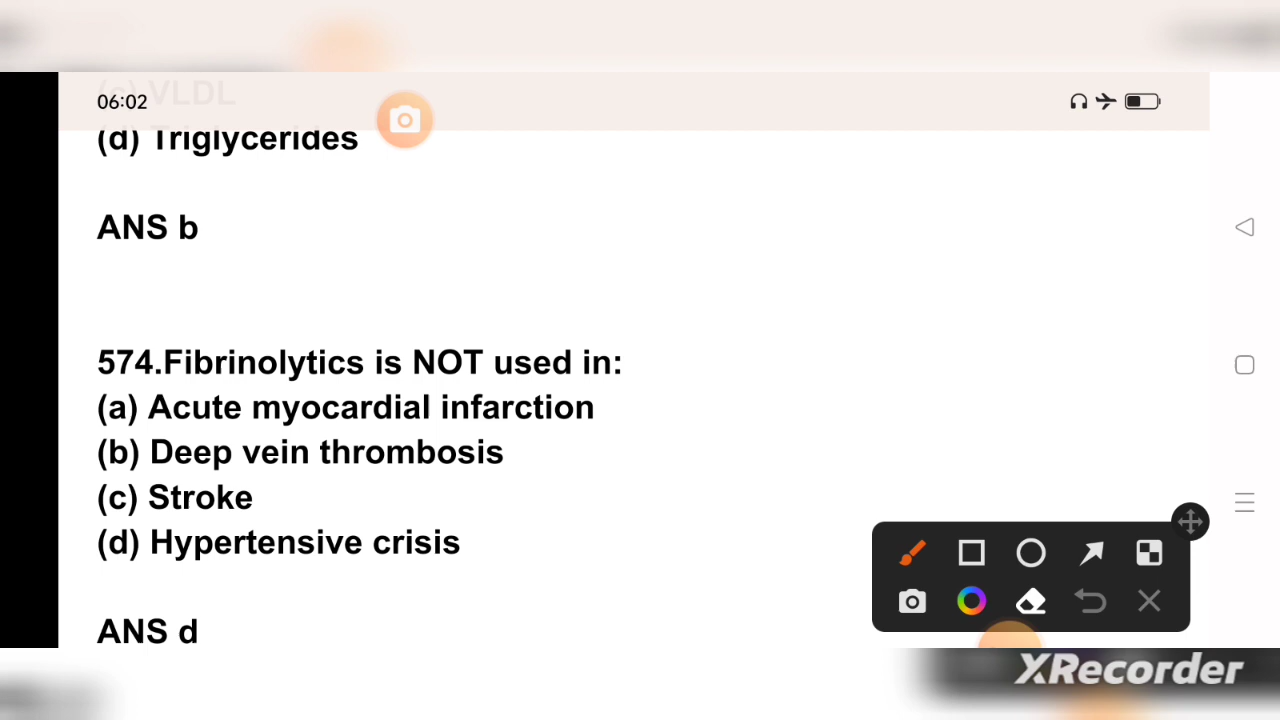 (c) VLDL
06:02
(d) Triglycerides
ANS b
574.Fibrinolytics is NOT used in:
(a) Acute myocardial infarction
(b) Deep vein thrombosis
(c) Stroke
(d) Hypertensive crisis
ANS d
XRecorder